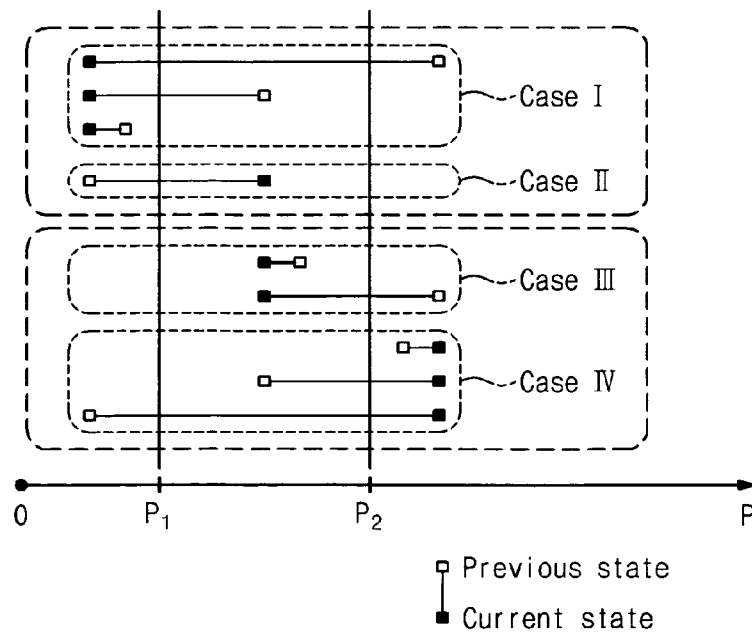 Case Ⅰ
Case Ⅱ
Case Ⅲ
Case Ⅳ
0 P1 P2 P
Previous state
Current state